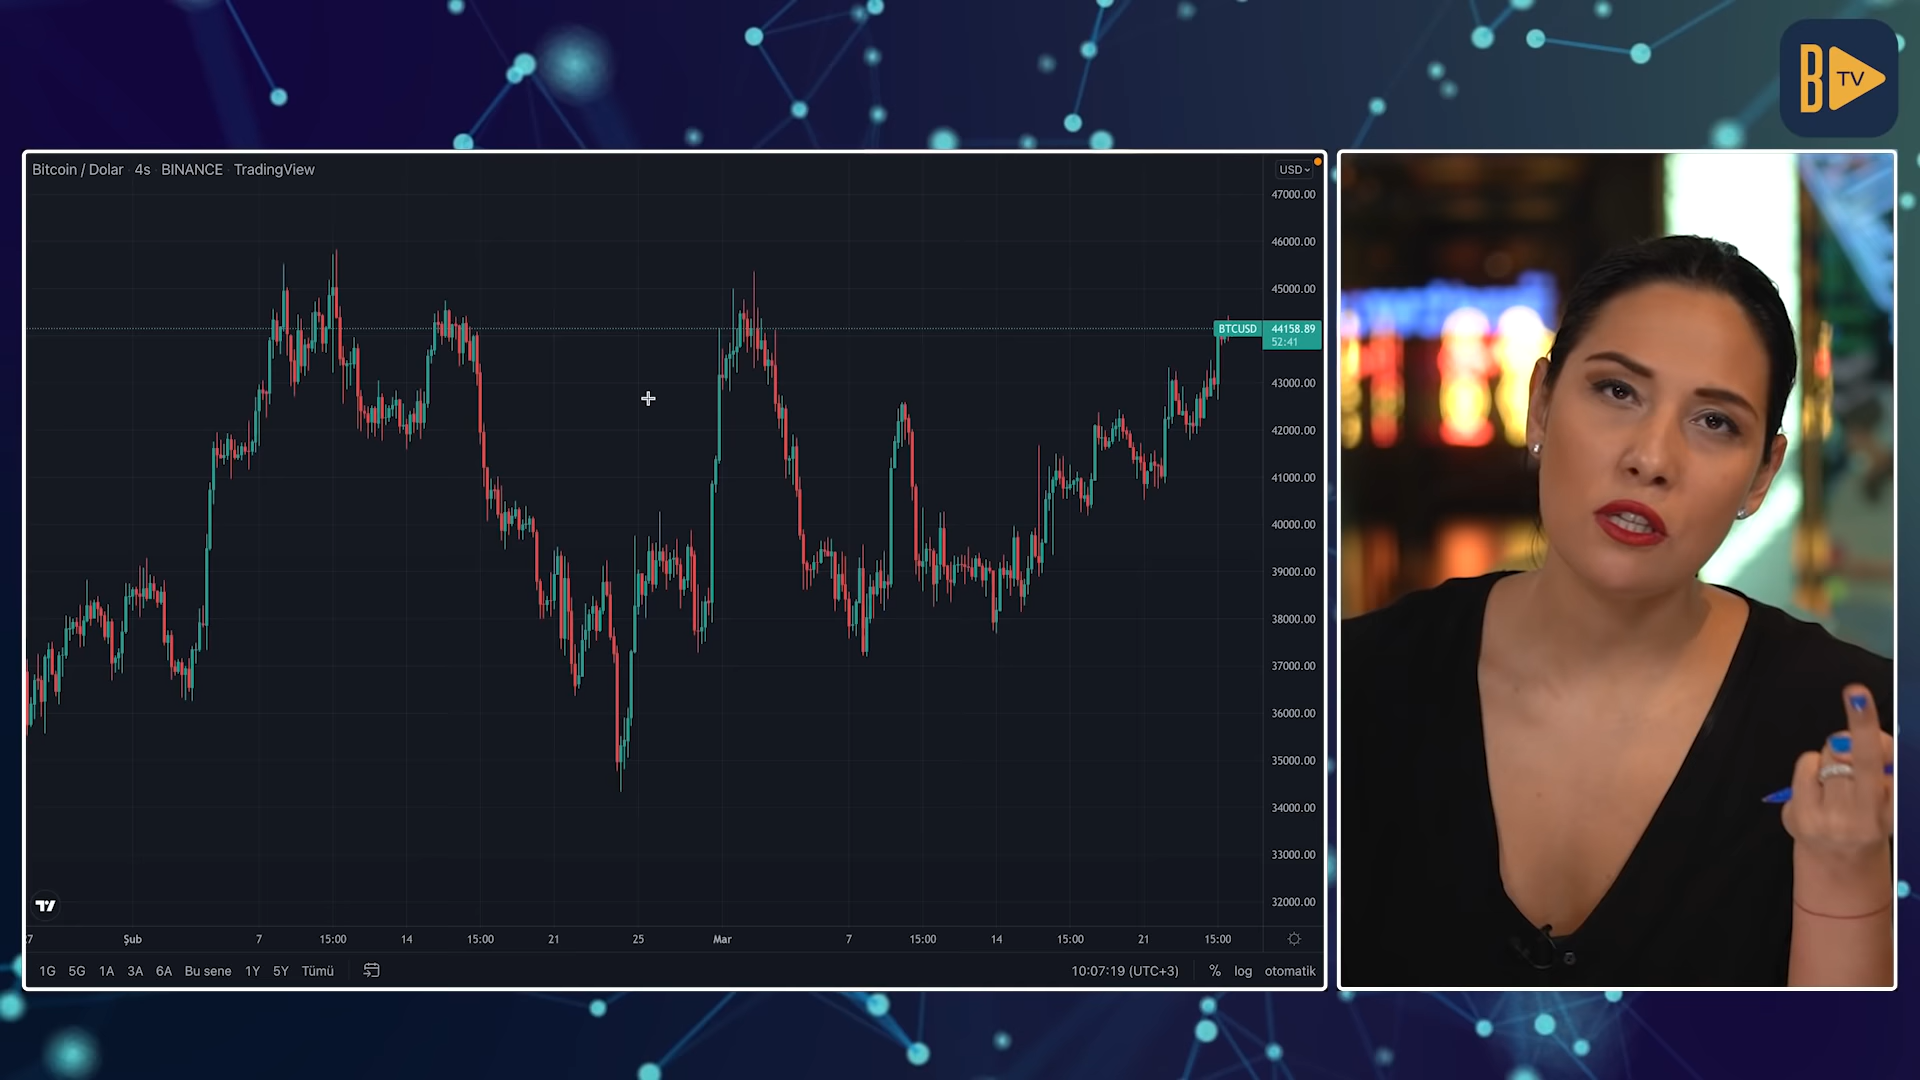 B TV
Bitcoin / Dolar · 4s · BINANCE · TradingView
USD
47000.00
46000.00
45000.00
BTCUSD 44158.89
52:41
43000.00
42000.00
41000.00
40000.00
39000.00
38000.00
37000.00
36000.00
35000.00
34000.00
33000.00
32000.00
7 Şub 7 15:00 14 15:00 21 25 Mar 7 15:00 14 15:00 21 15:00
1G 5G 1A 3A 6A Bu sene 1Y 5Y Tümü 10:07:19 (UTC+3) % log otomatik